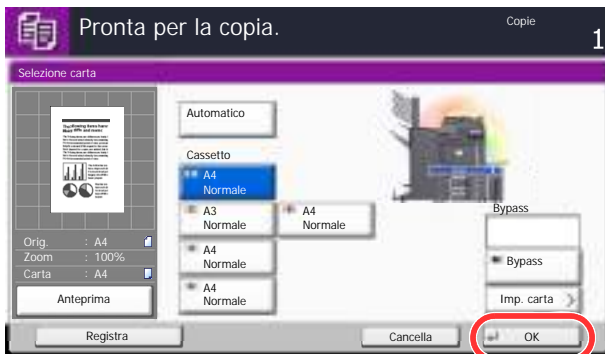 Pronta per la copia.
Copie
1
Selezione carta
Automatico
Cassetto
A4
Normale
A3
Normale
A4
Normale
A4
Normale
A4
Normale
Bypass
Bypass
Imp. carta
Orig. : A4
Zoom : 100%
Carta : A4
Anteprima
Registra
Cancella
OK